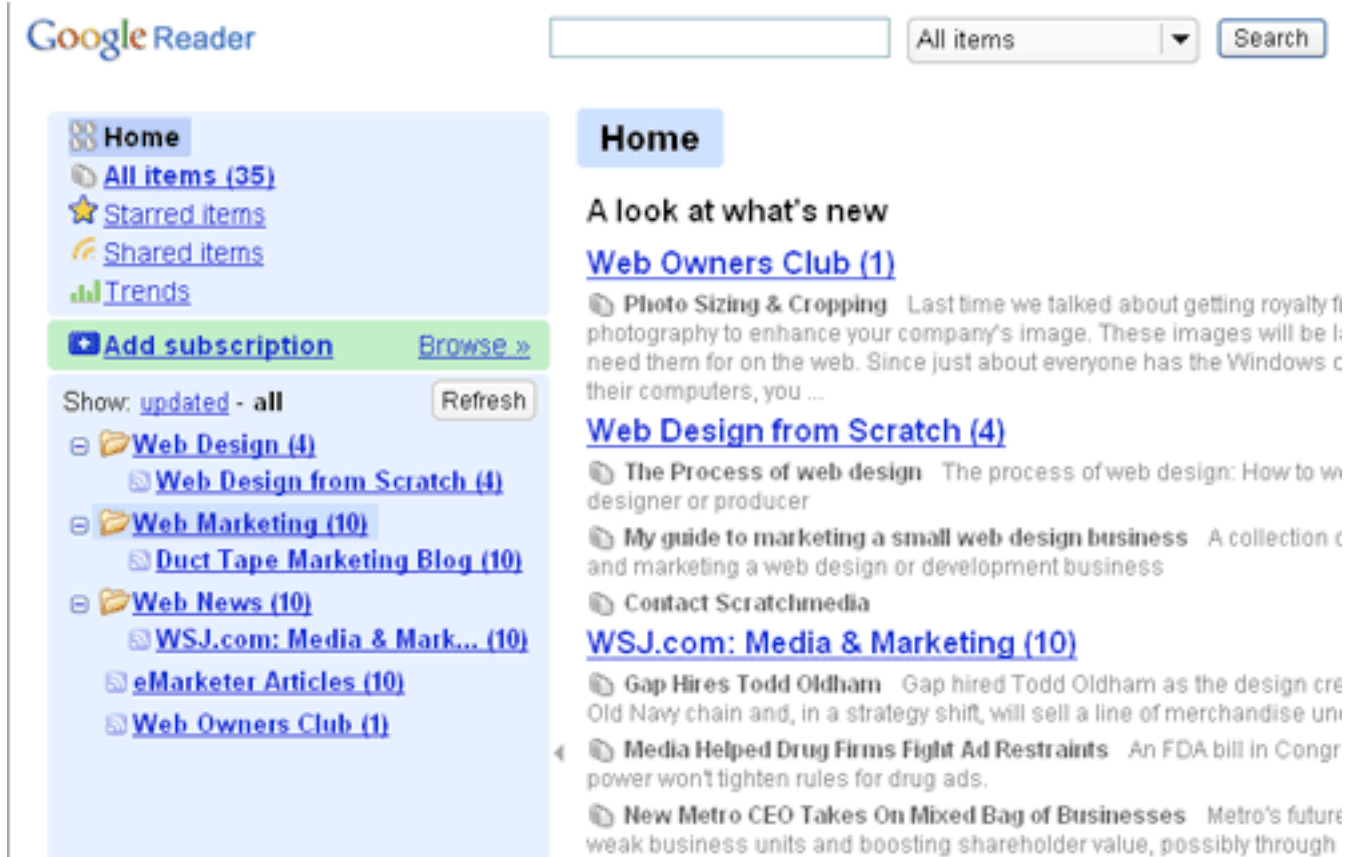 Google Reader
All items
Search
Home
All items (35)
Starred items
Shared items
Trends
Add subscription Browse »
Show: updated - all Refresh
Web Design (4)
Web Design from Scratch (4)
Web Marketing (10)
Duct Tape Marketing Blog (10)
Web News (10)
WSJ.com: Media & Mark... (10)
eMarketer Articles (10)
Web Owners Club (1)
Home
A look at what's new
Web Owners Club (1)
Photo Sizing & Cropping Last time we talked about getting royalty
photography to enhance your company's image. These images will be
need them for on the web. Since just about everyone has the Windows
their computers, you ...
Web Design from Scratch (4)
The Process of web design The process of web design: How to
designer or producer
My guide to marketing a small web design business A collection
and marketing a web design or development business
Contact Scratchmedia
WSJ.com: Media & Marketing (10)
Gap Hires Todd Oldham Gap hired Todd Oldham as the design
Old Navy chain and, in a strategy shift, will sell a line of merchandise
Media Helped Drug Firms Fight Ad Restraints An FDA bill in
power won't tighten rules for drug ads.
New Metro CEO Takes On Mixed Bag of Businesses Metro's future
weak business units and boosting shareholder value, possibly through